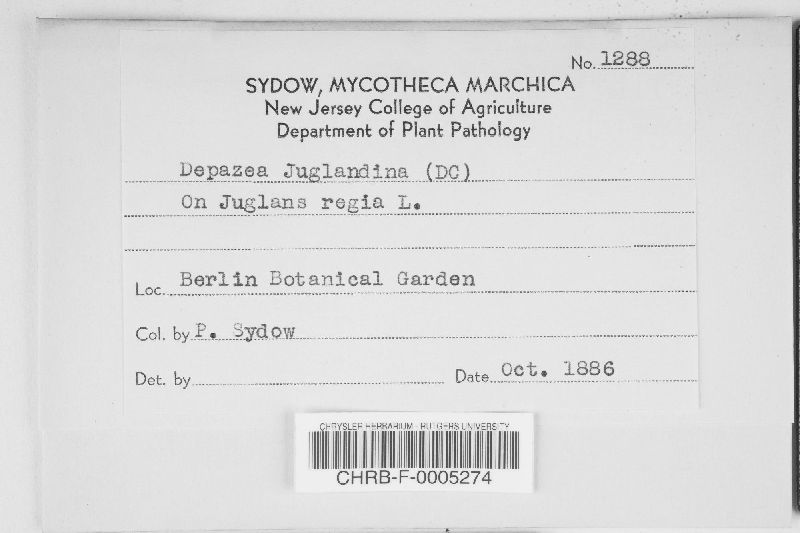 No. 1288
SYDOW, MYCOTHECA MARCHICA
New Jersey College of Agriculture
Department of Plant Pathology
Depazea Juglandina (DC)
On Juglans regia L.
Loc. Berlin Botanical Garden
Col. by P. Sydow
Det. by
Date Oct. 1886
CHRYSLER HERBARIUM - RUTGERS UNIVERSITY
CHRB-F-0005274